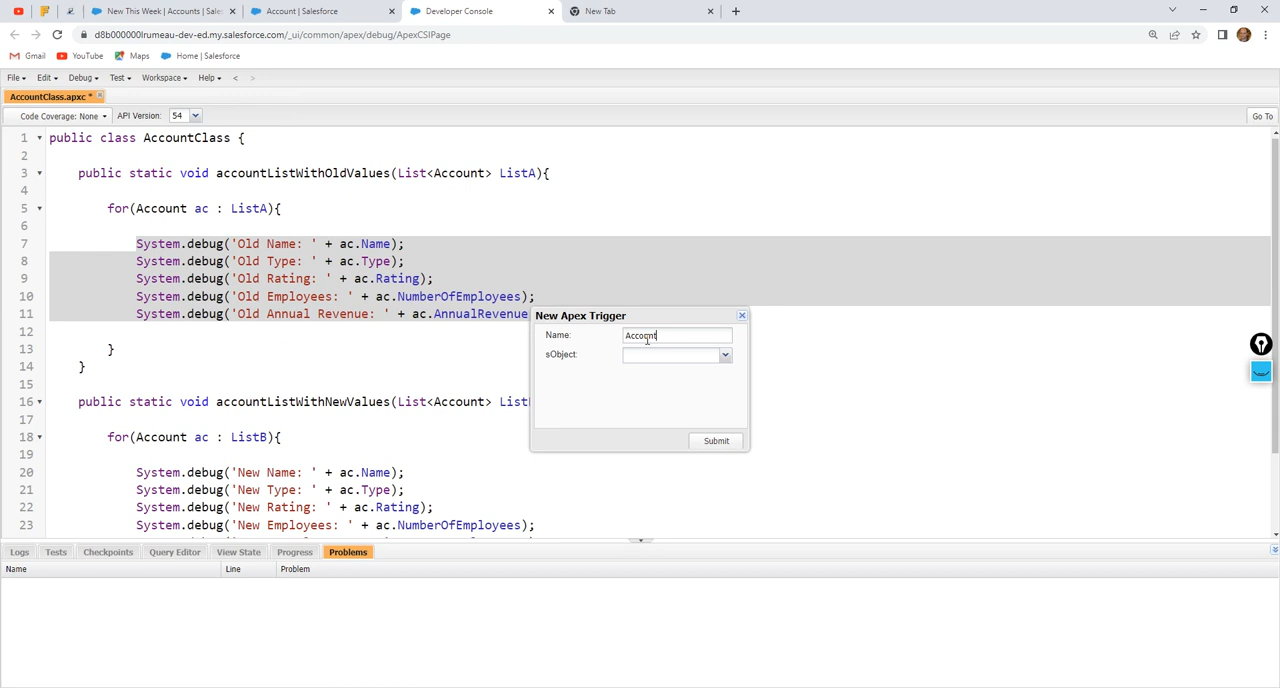 New This Week | Accounts | Sale
Account | Salesforce
Developer Console
New Tab
d8b000000lrumeau-dev-ed.my.salesforce.com/_ui/common/apex/debug/ApexCSIPage
Gmail
YouTube
Maps
Home | Salesforce
File
Edit
Debug
Test
Workspace
Help
<
>
AccountClass.apxc *
Code Coverage: None
API Version:
54
Go To
1 public class AccountClass {
2
3 public static void accountListWithOldValues(List<Account> ListA){
4
5 for(Account ac : ListA){
6
7 System.debug('Old Name: ' + ac.Name);
8 System.debug('Old Type: ' + ac.Type);
9 System.debug('Old Rating: ' + ac.Rating);
10 System.debug('Old Employees: ' + ac.NumberOfEmployees);
11 System.debug('Old Annual Revenue: ' + ac.AnnualRevenue
12
13 }
14 }
15
16 public static void accountListWithNewValues(List<Account> List
17
18 for(Account ac : ListB){
19
20 System.debug('New Name: ' + ac.Name);
21 System.debug('New Type: ' + ac.Type);
22 System.debug('New Rating: ' + ac.Rating);
23 System.debug('New Employees: ' + ac.NumberOfEmployees);
New Apex Trigger
Name:
Account
sObject:
Submit
Logs
Tests
Checkpoints
Query Editor
View State
Progress
Problems
Name
Line
Problem